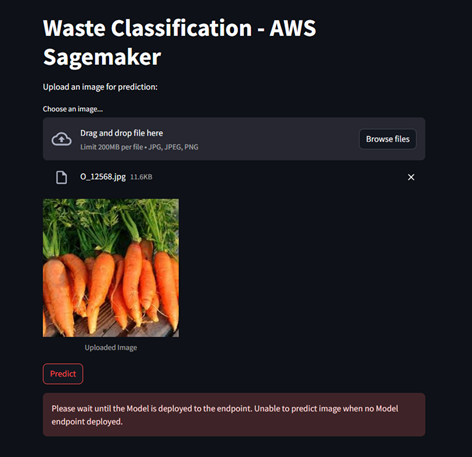 Waste Classification - AWS
Sagemaker
Upload an image for prediction:
Choose an image...
Drag and drop file here
Limit 200MB per file • JPG, JPEG, PNG
Browse files
O_12568.jpg 11.6KB
Uploaded Image
Predict
Please wait until the Model is deployed to the endpoint. Unable to predict image when no Model
endpoint deployed.